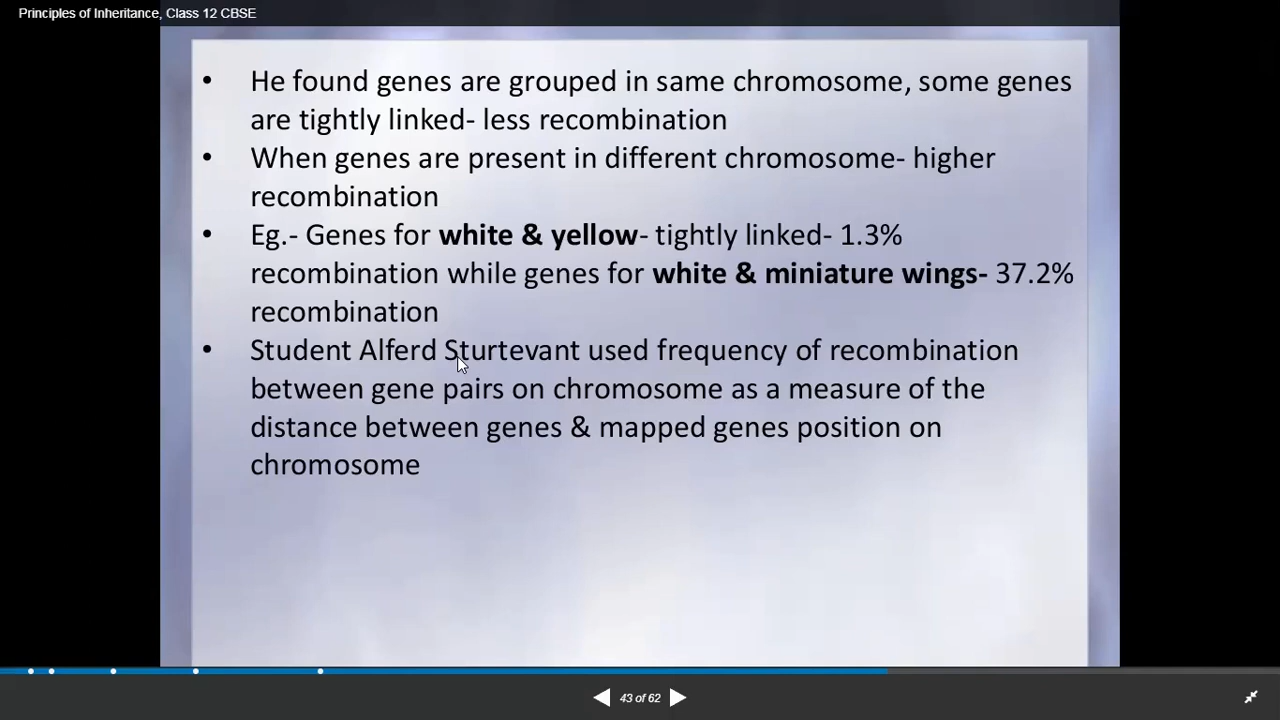 Principles of Inheritance, Class 12 CBSE
• He found genes are grouped in same chromosome, some genes
are tightly linked- less recombination
• When genes are present in different chromosome- higher
recombination
• Eg.- Genes for white & yellow- tightly linked- 1.3%
recombination while genes for white & miniature wings- 37.2%
recombination
• Student Alferd Sturtevant used frequency of recombination
between gene pairs on chromosome as a measure of the
distance between genes & mapped genes position on
chromosome
43 of 62